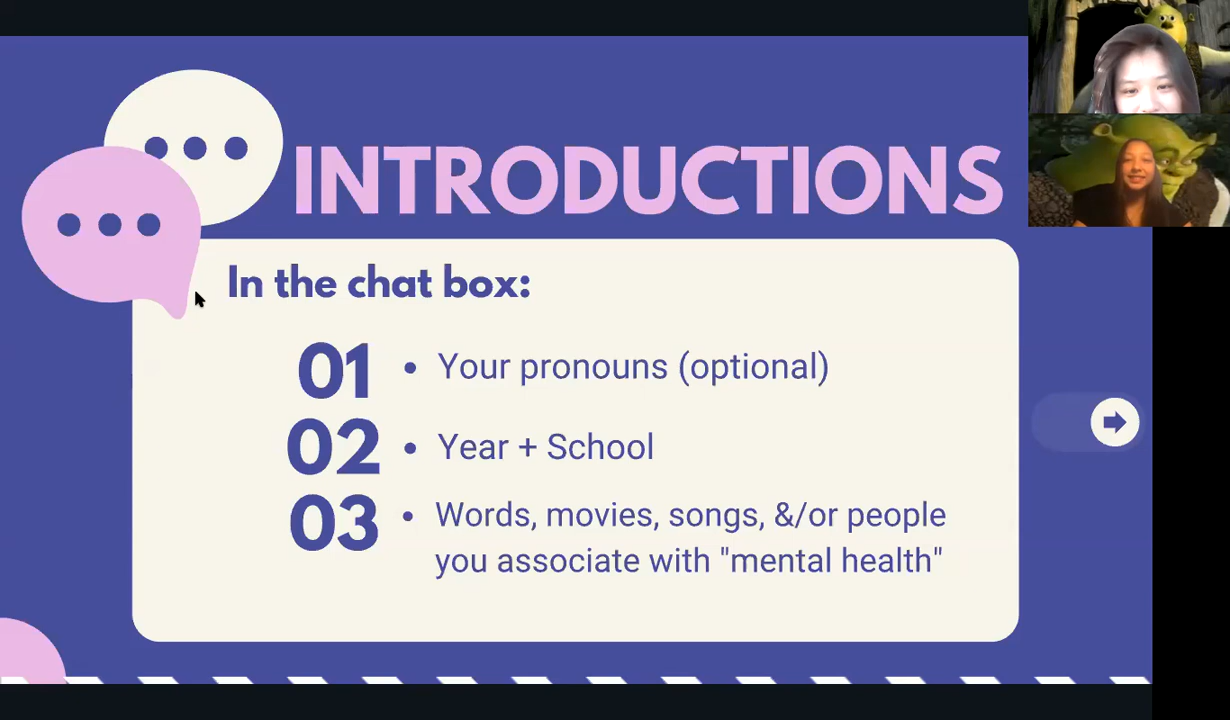 INTRODUCTIONS
In the chat box:
01 • Your pronouns (optional)
02 • Year + School
03 • Words, movies, songs, &/or people
you associate with "mental health"